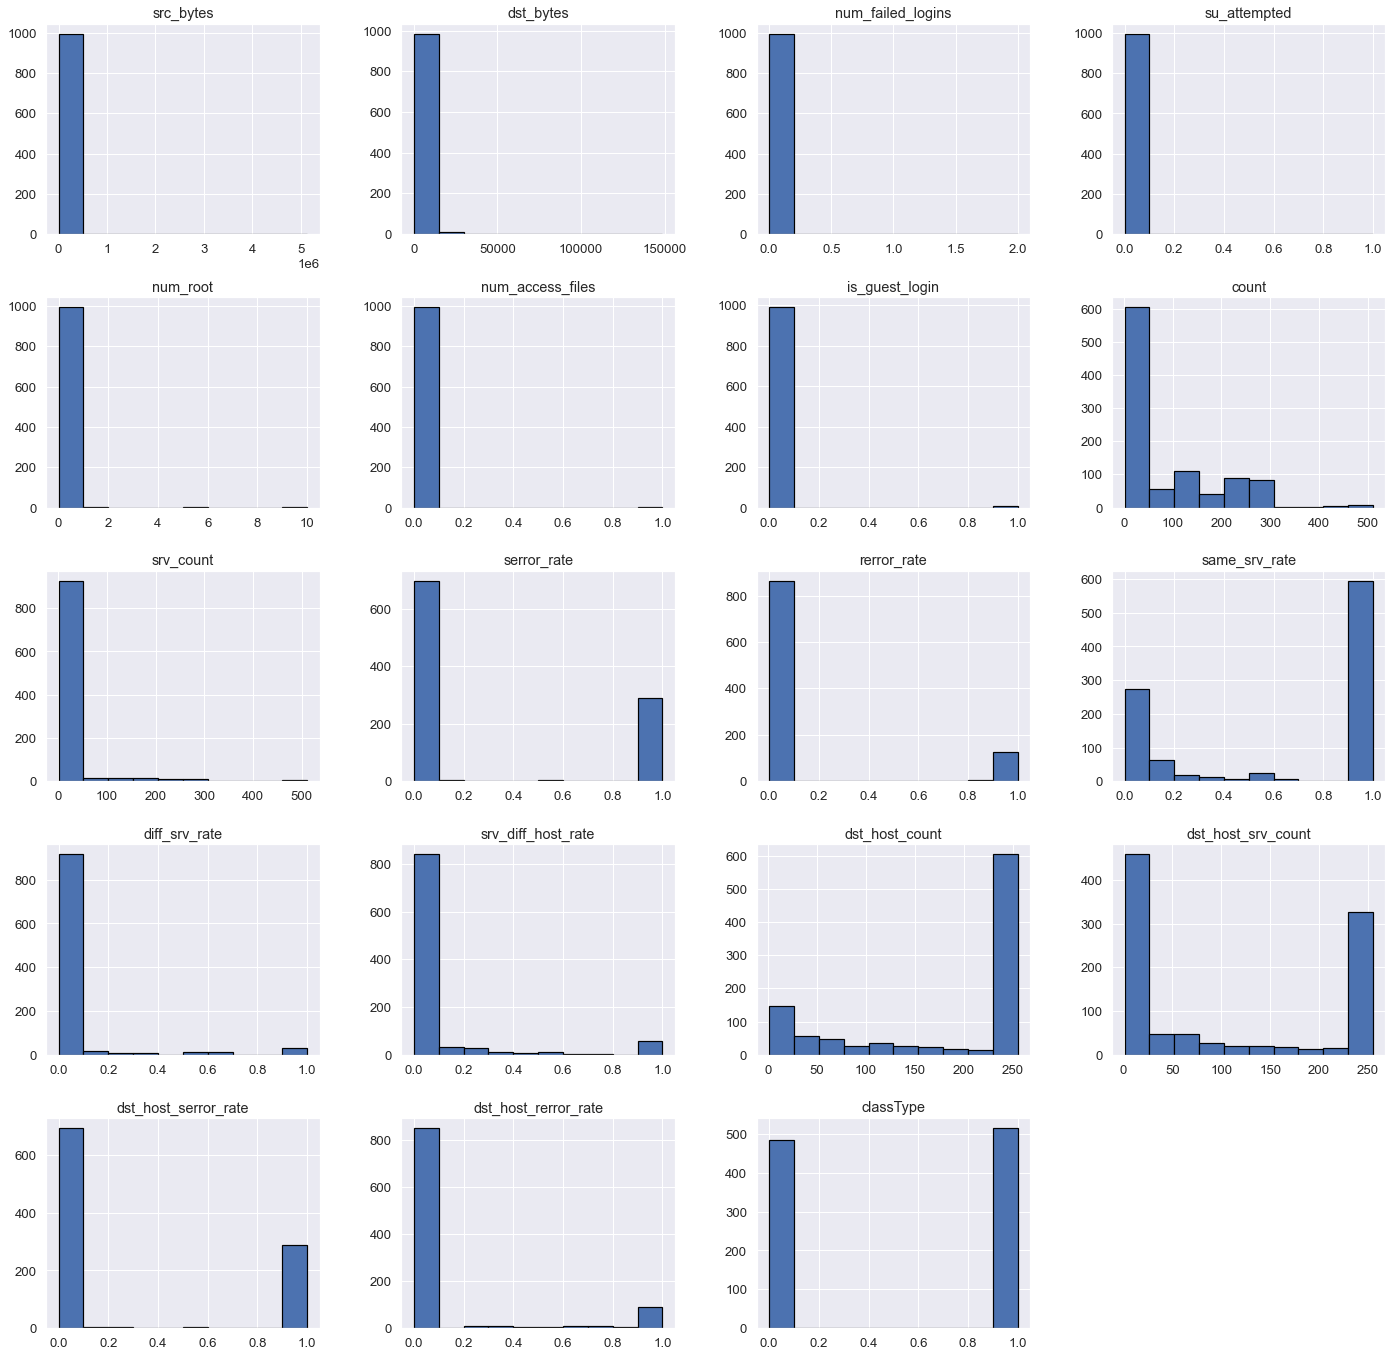 src_bytes dst_bytes num_failed_logins su_attempted
1000 1000 1000 1000
800 800 800 800
600 600 600 600
400 400 400 400
200 200 200 200
0 0 0 0
0 1 2 3 4 5 0 50000 100000 150000 0.0 0.5 1.0 1.5 2.0 0.0 0.2 0.4 0.6 0.8 1.0
1e6
num_root num_access_files is_guest_login count
1000 1000 1000 600
800 800 800 500
600 600 600 400
400 400 400 300
200 200 200 200
0 0 0 100
0
0 2 4 6 8 10 0.0 0.2 0.4 0.6 0.8 1.0 0.0 0.2 0.4 0.6 0.8 1.0 0 100 200 300 400 500
srv_count serror_rate rerror_rate same_srv_rate
800 600 800 600
600 400 600 500
400 200 400 400
200 0 200 300
0 0 200
100
0
0 100 200 300 400 500 0.0 0.2 0.4 0.6 0.8 1.0 0.0 0.2 0.4 0.6 0.8 1.0 0.0 0.2 0.4 0.6 0.8 1.0
diff_srv_rate srv_diff_host_rate dst_host_count dst_host_srv_count
800 800 600 400
600 600 500 300
400 400 400 200
200 200 300 100
0 0 200 0
100
0
0.0 0.2 0.4 0.6 0.8 1.0 0.0 0.2 0.4 0.6 0.8 1.0 0 50 100 150 200 250 0 50 100 150 200 250
dst_host_serror_rate dst_host_rerror_rate classType
600 800 500
400 600 400
200 400 300
0 200 200
0 100
0
0.0 0.2 0.4 0.6 0.8 1.0 0.0 0.2 0.4 0.6 0.8 1.0 0.0 0.2 0.4 0.6 0.8 1.0